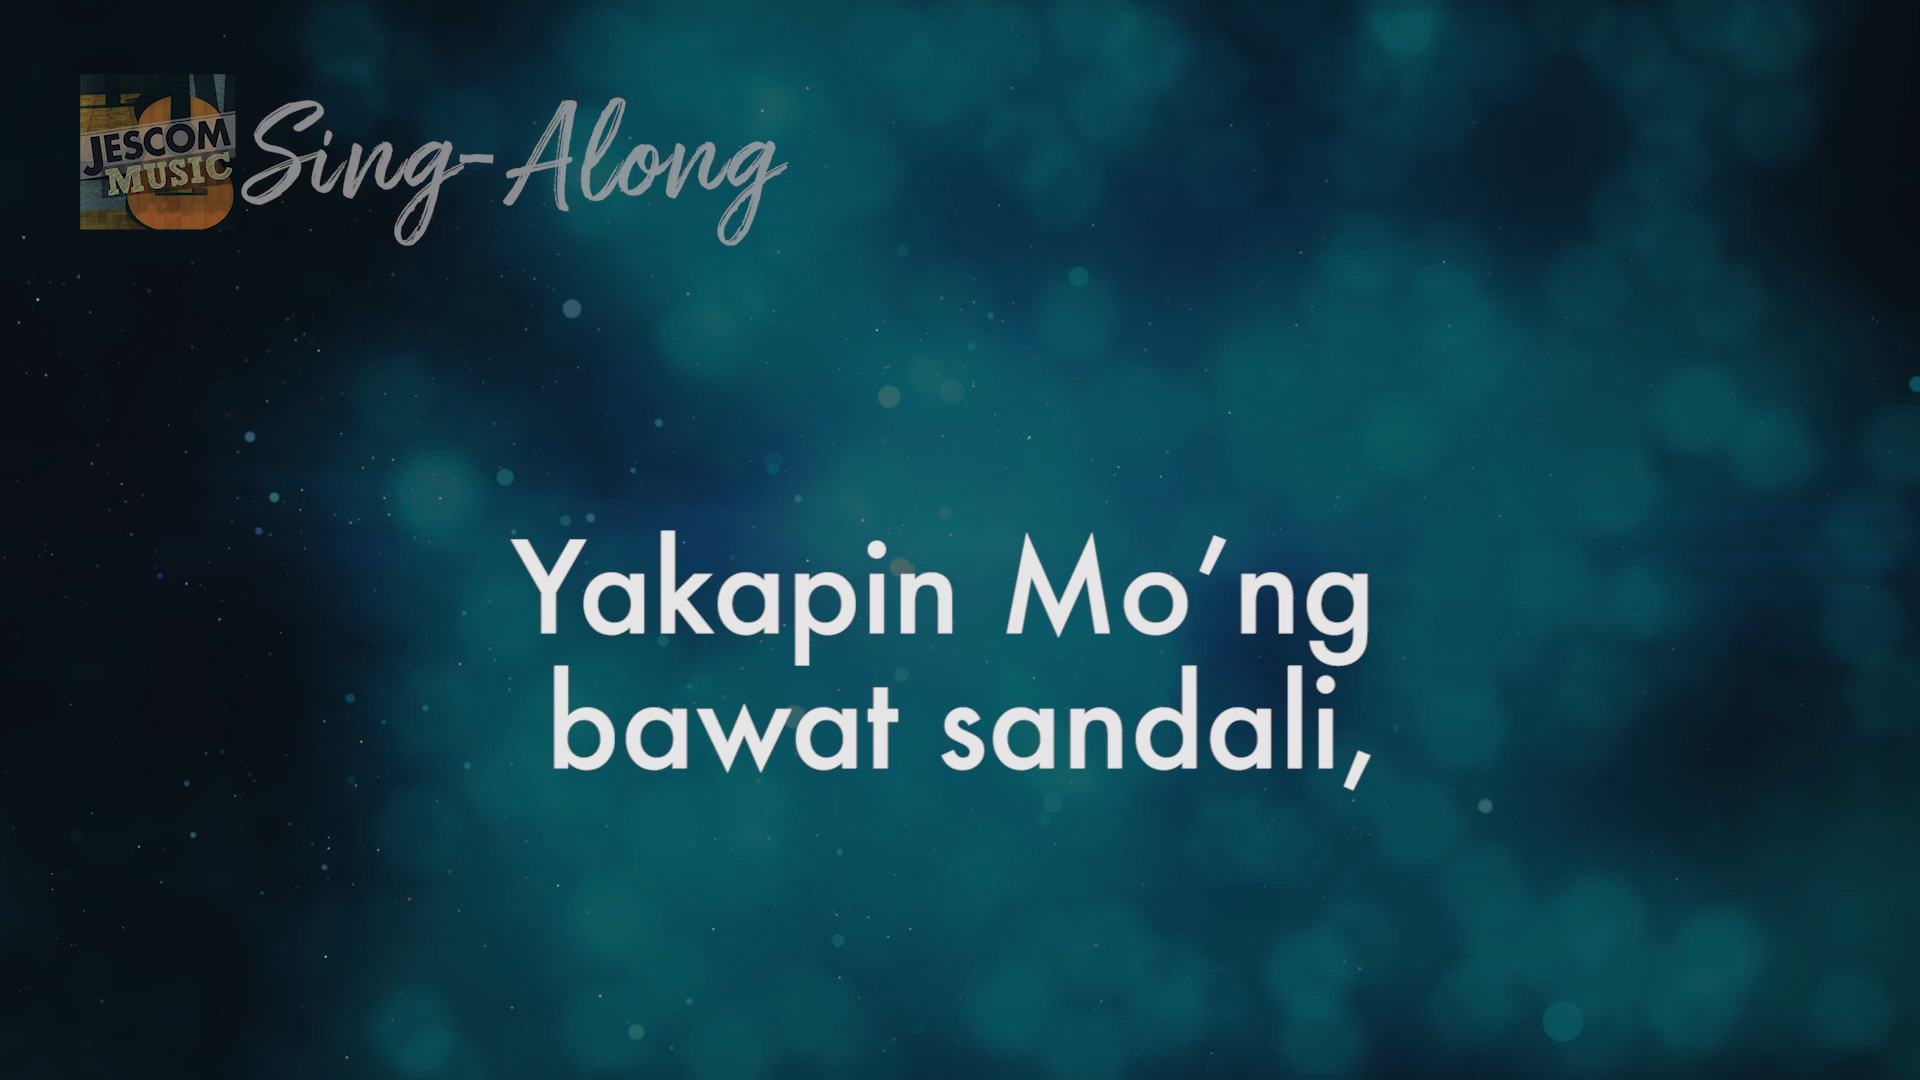 JESCOM
MUSIC
Sing-Along
Yakapin Mo’ng
bawat sandali,